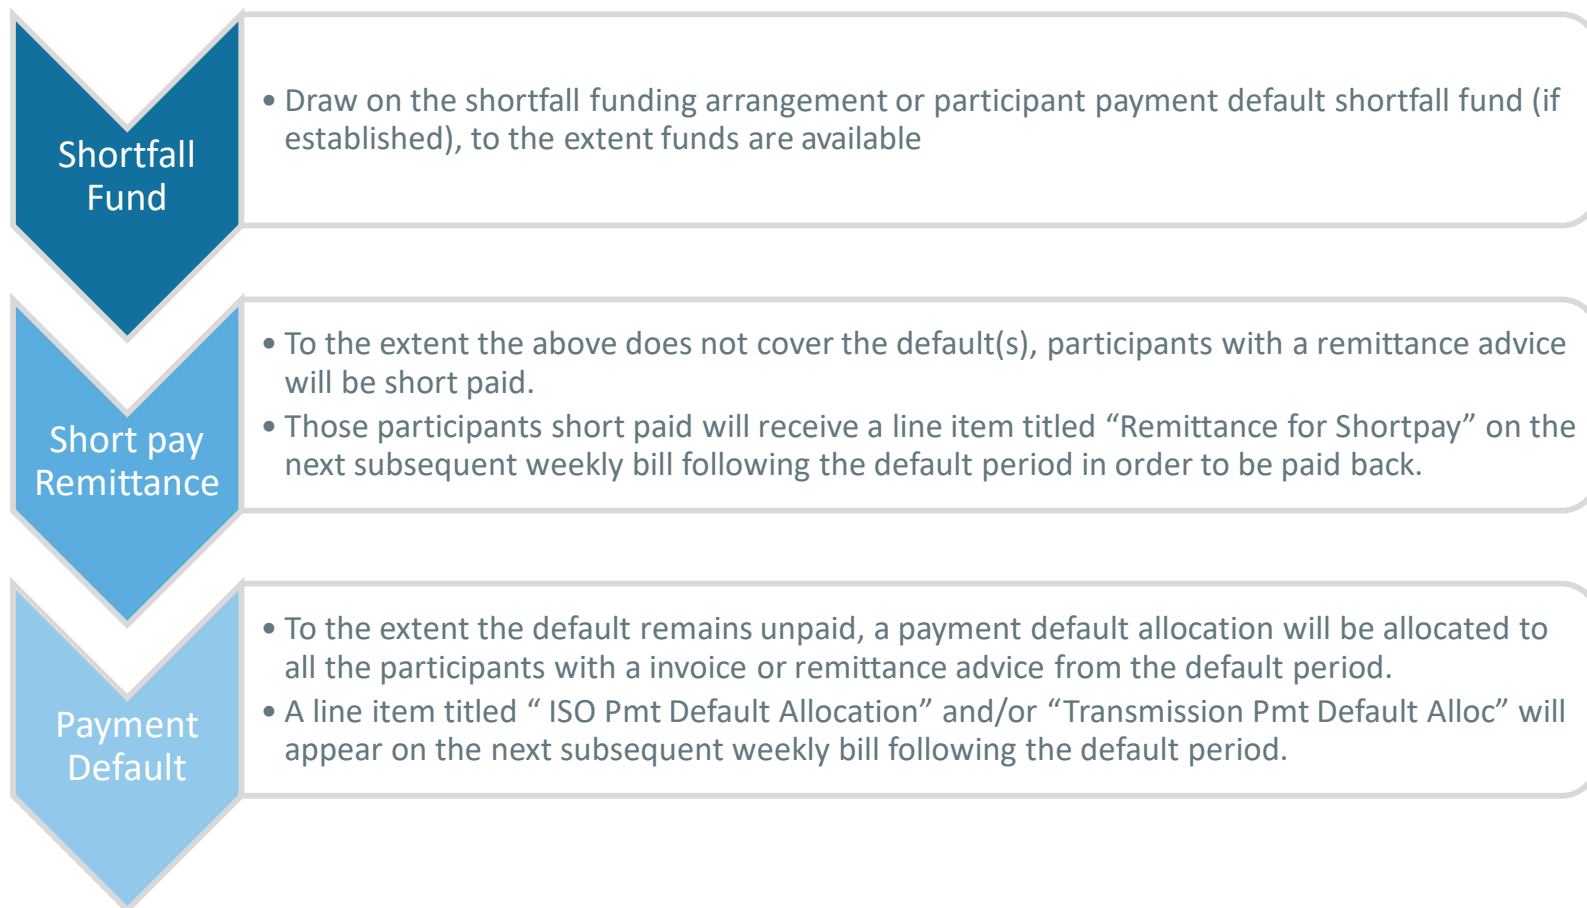 Shortfall
Fund
• Draw on the shortfall funding arrangement or participant payment default shortfall fund (if
established), to the extent funds are available
Short pay
Remittance
• To the extent the above does not cover the default(s), participants with a remittance advice
will be short paid.
• Those participants short paid will receive a line item titled “Remittance for Shortpay” on the
next subsequent weekly bill following the default period in order to be paid back.
Payment
Default
• To the extent the default remains unpaid, a payment default allocation will be allocated to
all the participants with a invoice or remittance advice from the default period.
• A line item titled “ ISO Pmt Default Allocation” and/or “Transmission Pmt Default Alloc” will
appear on the next subsequent weekly bill following the default period.